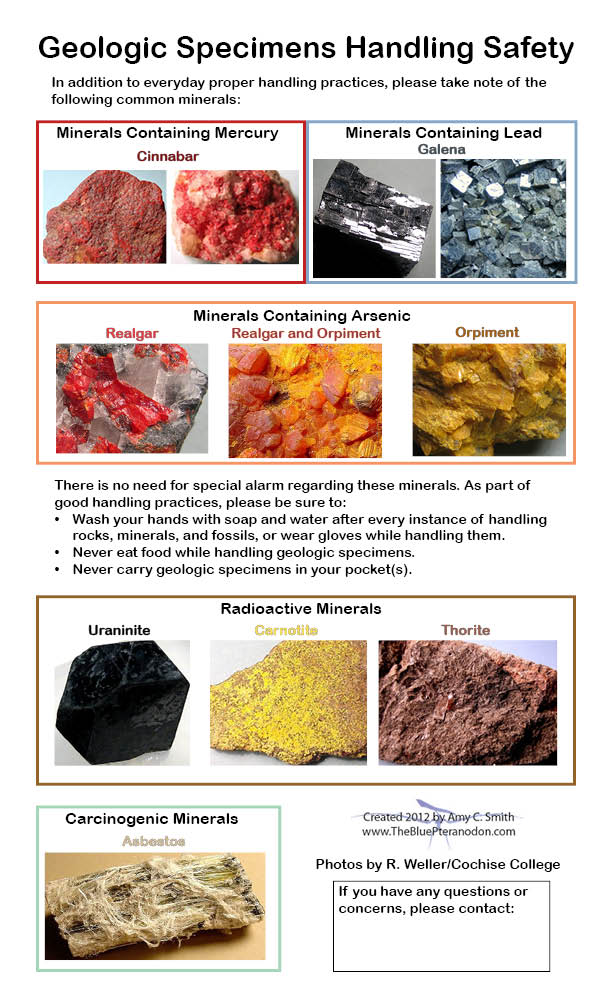 Geologic Specimens Handling Safety
In addition to everyday proper handling practices, please take note of the
following common minerals:
Minerals Containing Mercury
Cinnabar
Minerals Containing Lead
Galena
Minerals Containing Arsenic
Realgar
Realgar and Orpiment
Orpiment
There is no need for special alarm regarding these minerals. As part of
good handling practices, please be sure to:
• Wash your hands with soap and water after every instance of handling
rocks, minerals, and fossils, or wear gloves while handling them.
• Never eat food while handling geologic specimens.
• Never carry geologic specimens in your pocket(s).
Radioactive Minerals
Uraninite
Carnotite
Thorite
Carcinogenic Minerals
Asbestos
Created 2012 by Amy C. Smith
www.TheBluePteranodon.com
Photos by R. Weller/Cochise College
If you have any questions or
concerns, please contact: